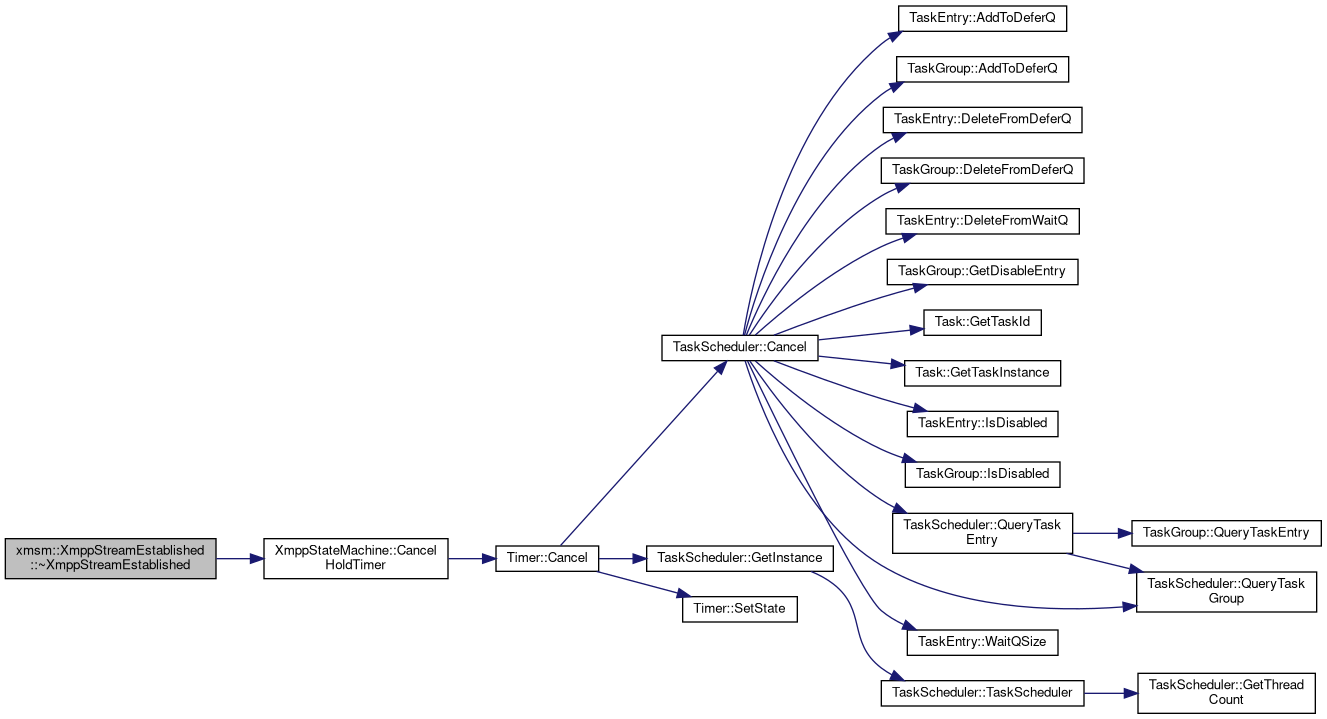 xmsm::XmppStreamEstablished
::~XmppStreamEstablished
XmppStateMachine::Cancel
HoldTimer
Timer::Cancel
TaskScheduler::Cancel
TaskEntry::AddToDeferQ
TaskGroup::AddToDeferQ
TaskEntry::DeleteFromDeferQ
TaskGroup::DeleteFromDeferQ
TaskEntry::DeleteFromWaitQ
TaskGroup::GetDisableEntry
Task::GetTaskId
Task::GetTaskInstance
TaskEntry::IsDisabled
TaskGroup::IsDisabled
TaskScheduler::QueryTask
Entry
TaskGroup::QueryTaskEntry
TaskScheduler::QueryTask
Group
TaskEntry::WaitQSize
TaskScheduler::GetInstance
Timer::SetState
TaskScheduler::TaskScheduler
TaskScheduler::GetThread
Count